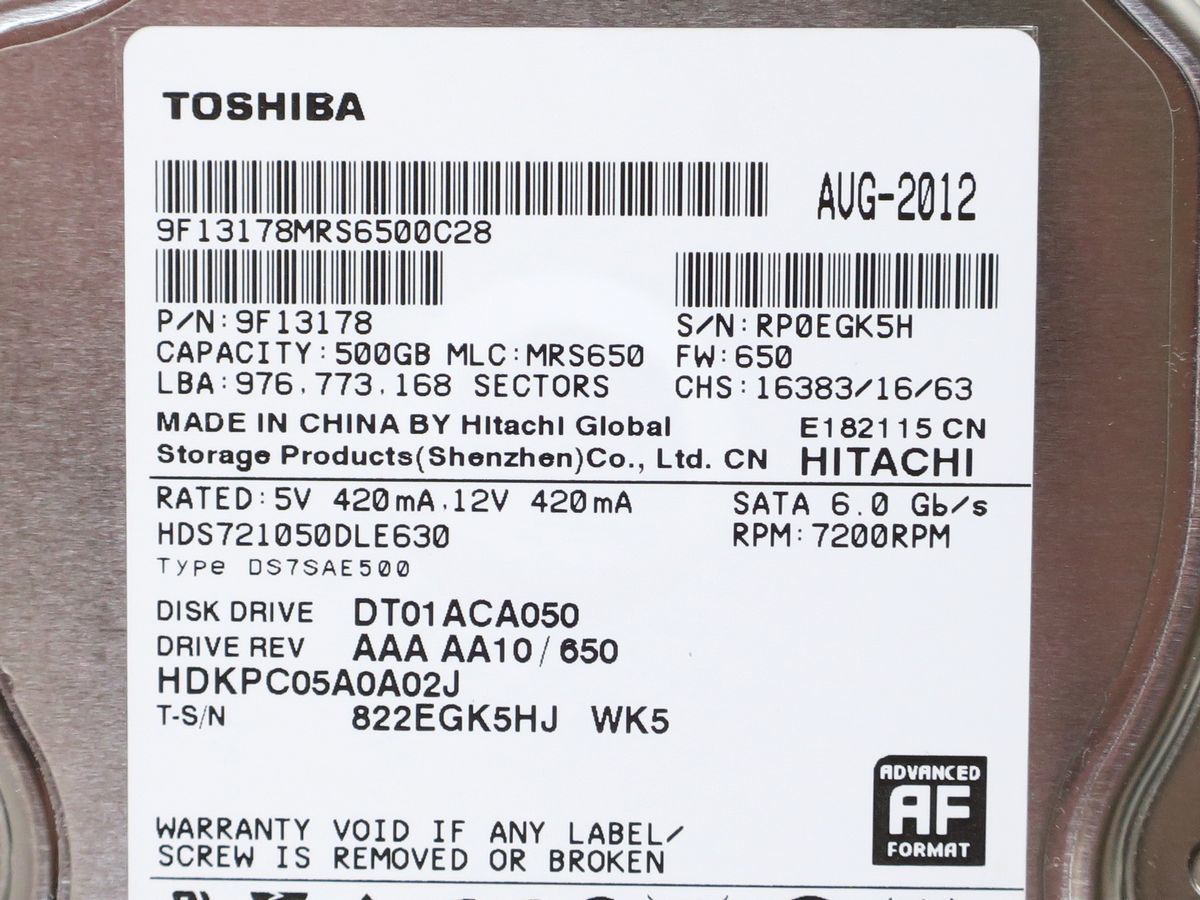 TOSHIBA
AUG-2012
9F13178MRS6500C28
P/N:9F13178 S/N:RP0EGK5H
CAPACITY:500GB MLC:MRS650 FW:650
LBA:976,773,168 SECTORS CHS:16383/16/63
MADE IN CHINA BY Hitachi Global E182115 CN
Storage Products(Shenzhen)Co., Ltd. CN HITACHI
RATED:5V 420mA,12V 420mA SATA 6.0 Gb/s
HDS721050DLE630 RPM:7200RPM
Type DS7SAE500
DISK DRIVE DT01ACA050
DRIVE REV AAA AA10/650
HDKPC05A0A02J
T-S/N 822EGK5HJ WK5
ADVANCED
AF
FORMAT
WARRANTY VOID IF ANY LABEL/
SCREW IS REMOVED OR BROKEN